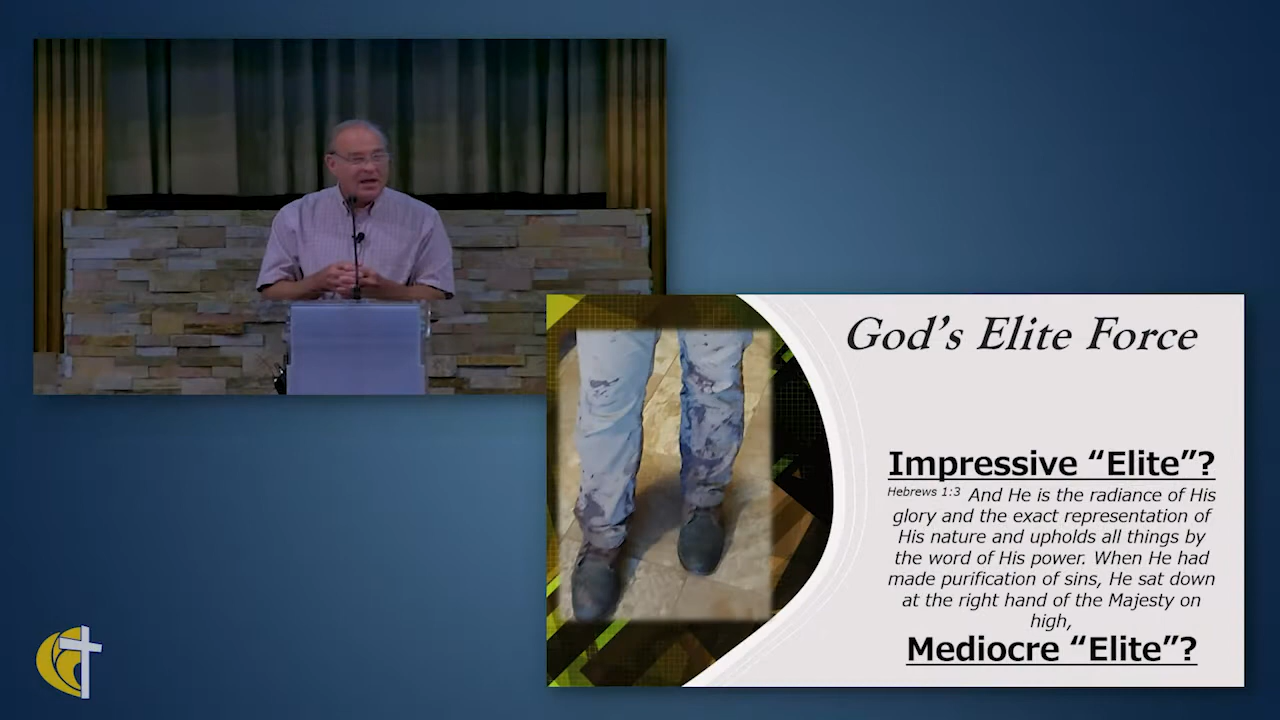 God's Elite Force
Impressive “Elite”?
Hebrews 1:3 And He is the radiance of His
glory and the exact representation of
His nature and upholds all things by
the word of His power. When He had
made purification of sins, He sat down
at the right hand of the Majesty on
high,
Mediocre “Elite”?